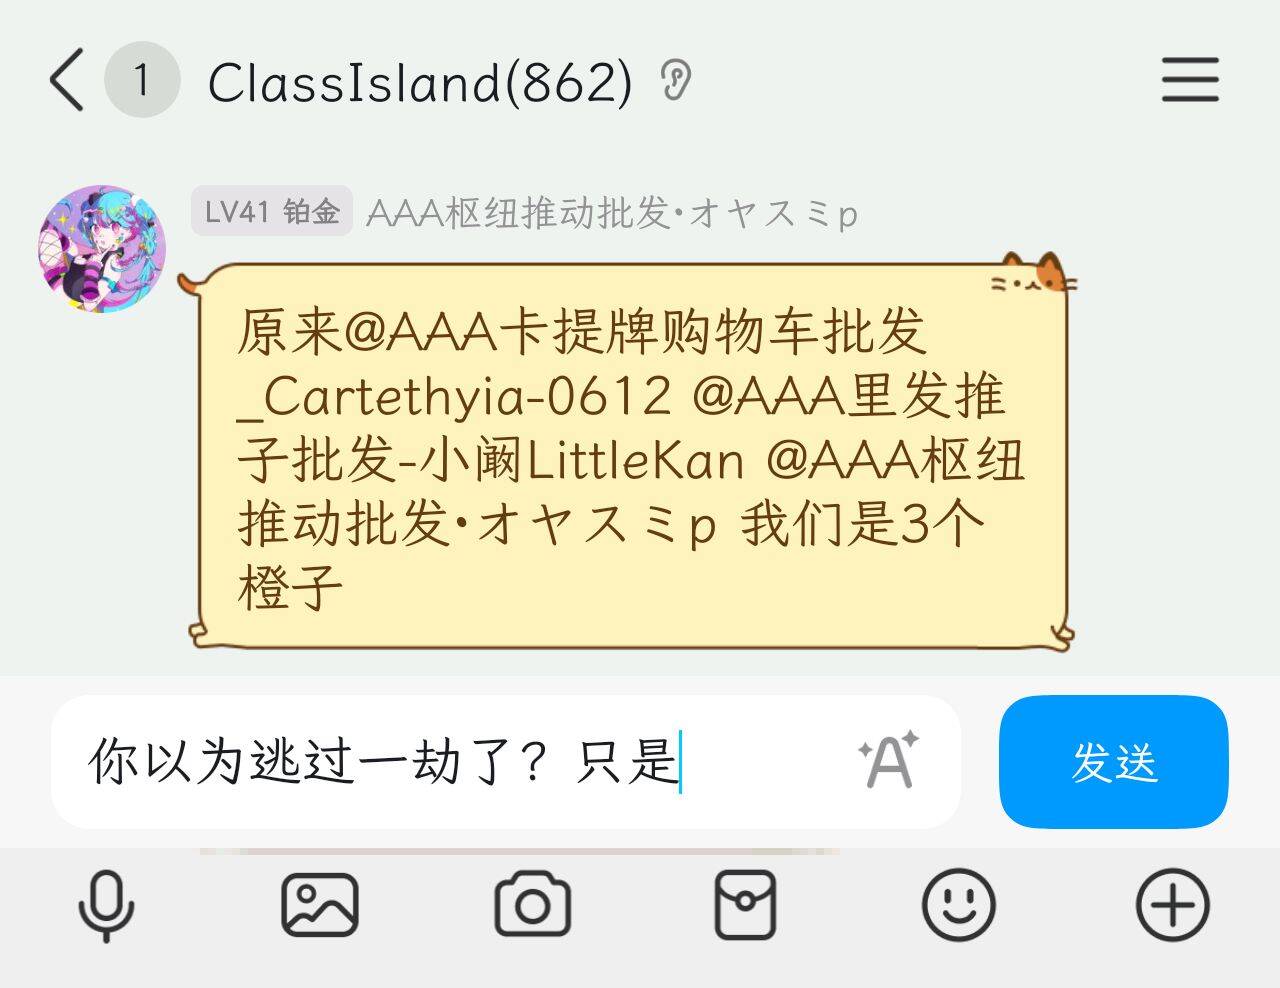 1 ClassIsland(862)
LV41 铂金 AAA枢纽推动批发•オヤスミp
原来@AAA卡提牌购物车批发
_Cartethyia-0612 @AAA里发推
子批发-小阚LittleKan @AAA枢纽
推动批发•オヤスミp 我们是3个
橙子
你以为逃过一劫了？只是
发送